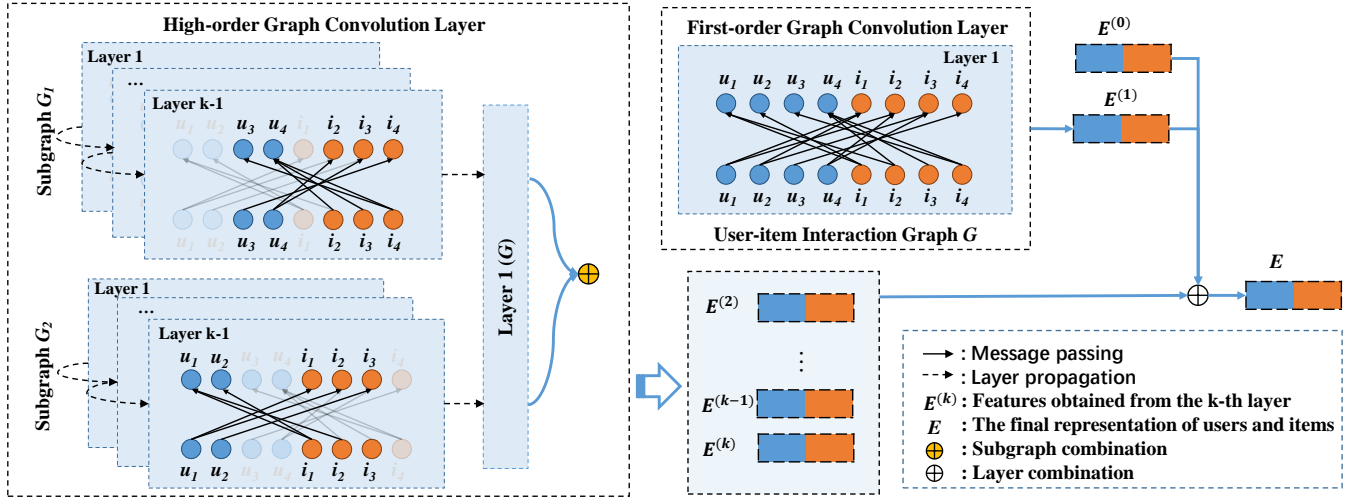 High-order Graph Convolution Layer
Subgraph G1
Layer 1
...
Layer k-1
u1 u2 u3 u4 i1 i2 i3 i4
u3 u4 i1 i2 i3 i4
Subgraph G2
Layer 1
...
Layer k-1
u1 u2 u3 u4 i1 i2 i3 i4
u1 u2 u3 u4 i1 i2 i3 i4
Layer 1 (G)
First-order Graph Convolution Layer
Layer 1
u1 u2 u3 u4 i1 i2 i3 i4
u1 u2 u3 u4 i1 i2 i3 i4
User-item Interaction Graph G
E(0)
E(1)
E(2)
⋮
E(k−1)
E(k)
E
: Message passing
: Layer propagation
E(k) : Features obtained from the k-th layer
E : The final representation of users and items
: Subgraph combination
: Layer combination